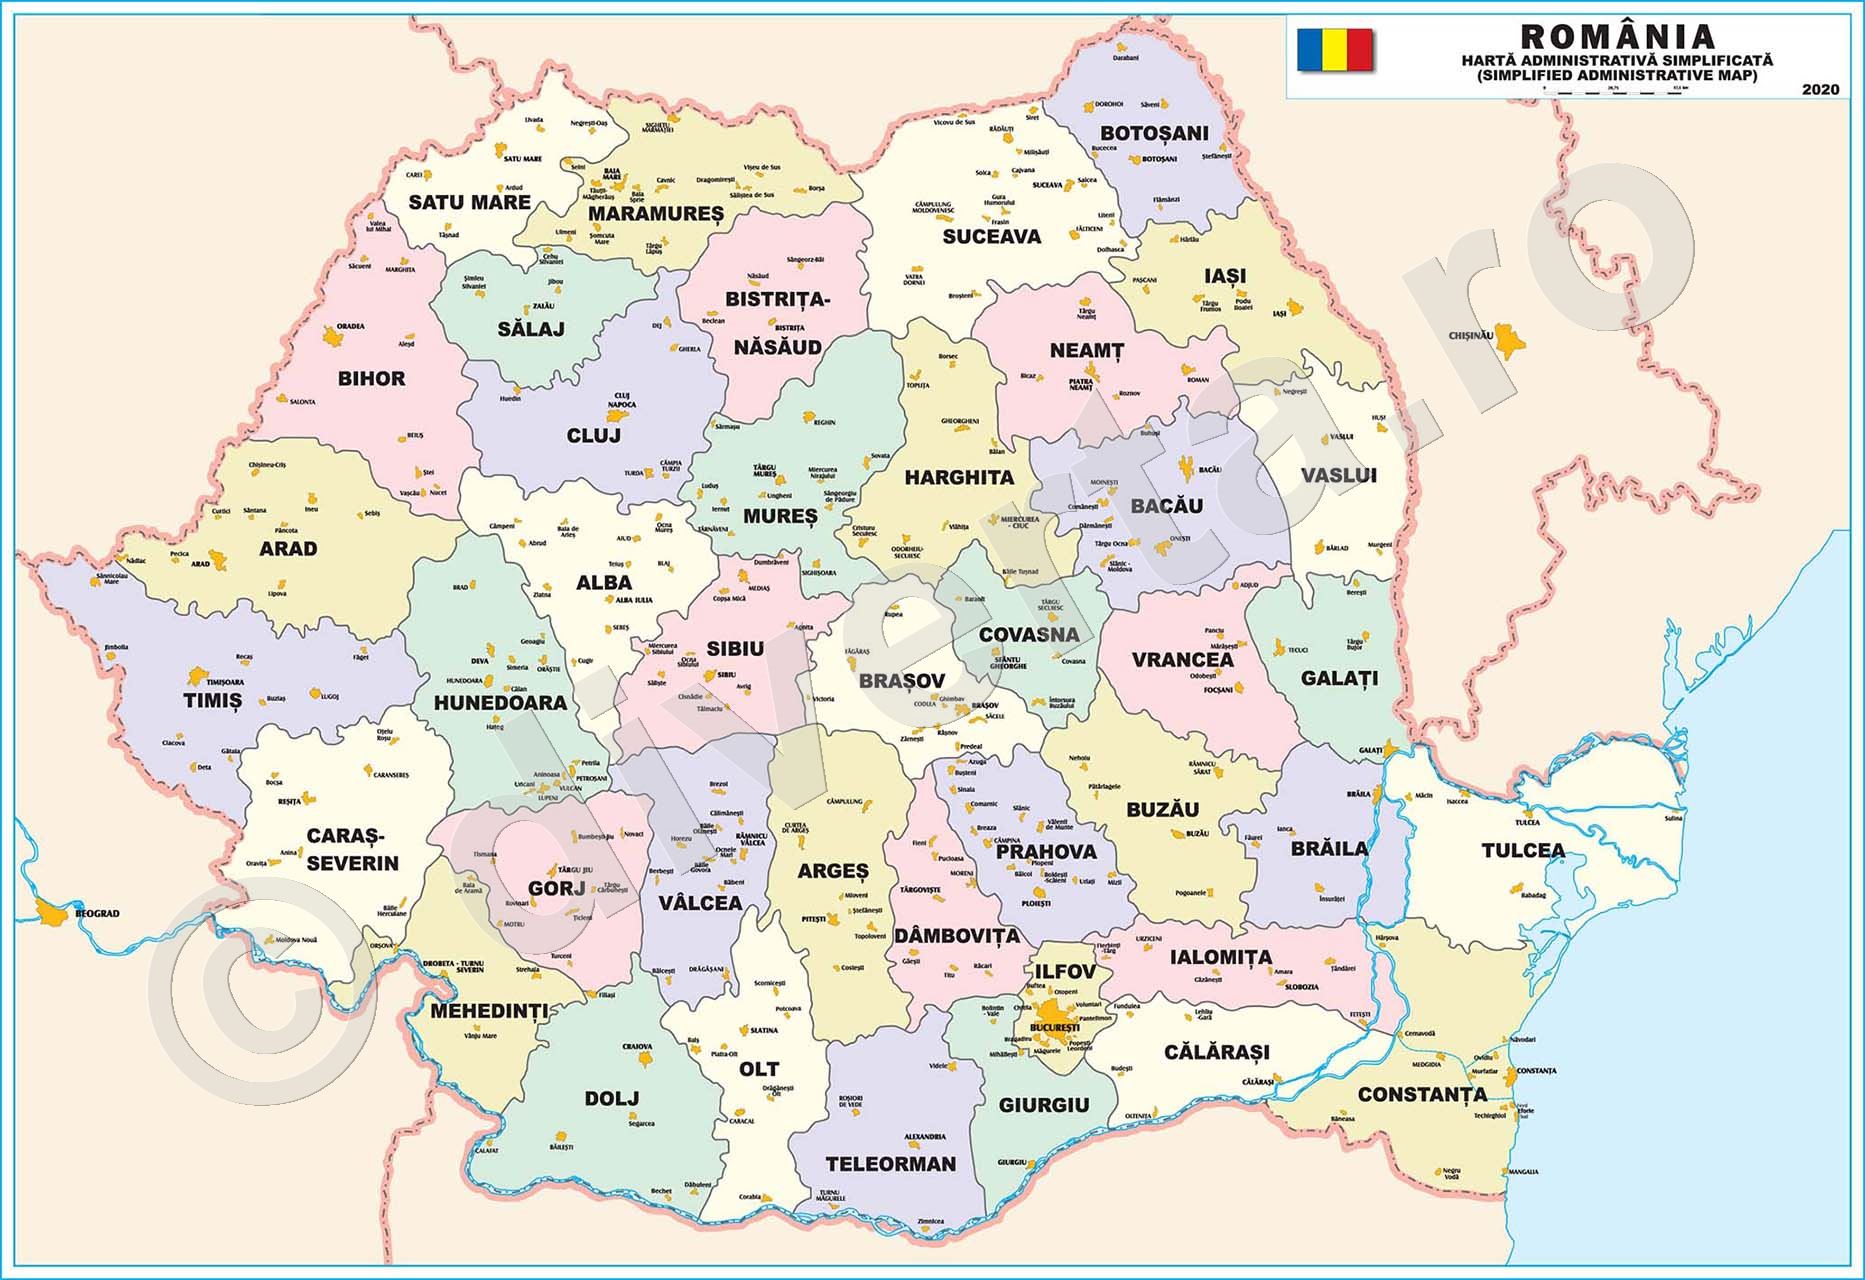 ROMÂNIA
HARTĂ ADMINISTRATIVĂ SIMPLIFICATĂ
(SIMPLIFIED ADMINISTRATIVE MAP)
2020
Darabani
DOROHOI
Săveni
BOTOȘANI
Bucecea
BOTOȘANI
Ștefănești
Flămânzi
Livada
Negrești-Oaș
SATU MARE
CAREI
Ardud
SATU MARE
Tășnad
SIGHETU
MARMAȚIEI
Seini
BAIA
MARE
Tăuții-
Măgherăuș
Baia
Sprie
Cavnic
Dragomirești
Vișeu de Sus
Săliștea de Sus
Borșa
MARAMUREȘ
Ulmeni
Șomcuta
Mare
Târgu
Lăpuș
Vicovu de Sus
Siret
RĂDĂUȚI
Milișăuți
Solca
Cajvana
SUCEAVA
Salcea
Gura
Humorului
CÂMPULUNG
MOLDOVENESC
Frasin
Liteni
FĂLTICENI
Dolhasca
SUCEAVA
VATRA
DORNEI
Broșteni
Hârlău
IAȘI
PAȘCANI
Târgu
Frumos
Podu
Iloaiei
IAȘI
CHIȘINĂU
Valea
lui Mihai
Săcueni
MARGHITA
ORADEA
Aleșd
BIHOR
SALONTA
BEIUȘ
Ștei
Vașcău
Nucet
Cehu
Silvaniei
Șimleu
Silvaniei
Jibou
ZALĂU
SĂLAJ
DEJ
GHERLA
Huedin
CLUJ
NAPOCA
CLUJ
TURDA
CÂMPIA
TURZII
Sângeorz-Băi
Năsăud
BISTRIȚA-
Beclean
BISTRIȚA
NĂSĂUD
Târgu
Neamț
NEAMȚ
Bicaz
PIATRA
NEAMȚ
ROMAN
Roznov
Negrești
HUȘI
VASLUI
VASLUI
BÂRLAD
Murgeni
Borsec
TOPLIȚA
GHEORGHENI
Bălan
HARGHITA
Vlăhița
MIERCUREA
- CIUC
Cristuru
Secuiesc
ODORHEIU-
SECUIESC
Băile Tușnad
Sărmașu
REGHIN
TÂRGU
MUREȘ
Miercurea
Nirajului
Sovata
Luduș
Ungheni
Sângeorgiu
de Pădure
Iernut
MUREȘ
TÂRNĂVENI
SIGHIȘOARA
Buhuși
BACĂU
MOINEȘTI
Comănești
BACĂU
Dărmănești
Târgu Ocna
ONEȘTI
Slănic -
Moldova
Chișineu-Criș
Curtici
Sântana
Ineu
Sebiș
Pâncota
ARAD
Nădlac
Pecica
ARAD
Lipova
Câmpeni
Baia de
Arieș
Ocna
Mureș
Abrud
AIUD
Teiuș
BLAJ
ALBA
Zlatna
ALBA IULIA
SEBEȘ
Cugir
Sânnicolau
Mare
Jimbolia
Recaș
Făget
TIMIȘOARA
TIMIȘ
Buziaș
LUGOJ
Ciacova
Gătaia
Deta
BRAD
Geoagiu
DEVA
Simeria
ORĂȘTIE
HUNEDOARA
Călan
HUNEDOARA
Hațeg
Petrila
Aninoasa
PETROȘANI
Uricani
VULCAN
LUPENI
Dumbrăveni
MEDIAȘ
Copșa Mică
Agnita
Miercurea
Sibiului
Ocna
Sibiului
SIBIU
Săliște
SIBIU
Avrig
Cisnădie
Tălmaciu
Rupea
FĂGĂRAȘ
BRAȘOV
Victoria
Ghimbav
CODLEA
BRAȘOV
SĂCELE
Zărnești
Râșnov
Predeal
Baraolt
TÂRGU
SECUIESC
COVASNA
SFÂNTU
GHEORGHE
Covasna
Întorsura
Buzăului
ADJUD
Panciu
Mărășești
VRANCEA
Odobești
FOCȘANI
Berești
TECUCI
Târgu
Bujor
GALAȚI
GALAȚI
Oțelu
Roșu
Bocșa
CARANSEBEȘ
REȘIȚA
CARAȘ-
SEVERIN
Anina
Oravița
Băile
Herculane
Moldova Nouă
BEOGRAD
Bumbești-Jiu
Novaci
Tismana
TÂRGU JIU
GORJ
Târgu
Cărbunești
Rovinari
Țicleni
MOTRU
Turceni
Brezoi
Călimănești
Băile
Olănești
Horezu
RÂMNICU
VÂLCEA
Ocnele
Mari
Băile
Govora
Berbești
Băbeni
VÂLCEA
Bălcești
DRĂGĂȘANI
CÂMPULUNG
CURTEA
DE ARGEȘ
ARGEȘ
Mioveni
PITEȘTI
Ștefănești
Topoloveni
Costești
Fieni
Pucioasa
MORENI
TÂRGOVIȘTE
DÂMBOVIȚA
Găești
Titu
Răcari
Azuga
Bușteni
Sinaia
Comarnic
Slănic
Breaza
Vălenii
de Munte
CÂMPINA
PRAHOVA
Plopeni
Băicoi
Boldești
-Scăieni
Urlați
Mizil
PLOIEȘTI
Nehoiu
RÂMNICU
SĂRAT
Pătârlagele
BUZĂU
BUZĂU
Pogoanele
BRĂILA
Ianca
Făurei
BRĂILA
Însurăței
Măcin
Isaccea
TULCEA
Sulina
TULCEA
Babadag
Baia
de Aramă
ORȘOVA
DROBETA - TURNU
SEVERIN
Strehaia
MEHEDINȚI
Vânju Mare
Filiași
CRAIOVA
DOLJ
Segarcea
BĂILEȘTI
CALAFAT
Bechet
Dăbuleni
Scornicești
Potcoava
SLATINA
Balș
Piatra-Olt
OLT
Drăgănești
Olt
CARACAL
Corabia
Videle
ROȘIORI
DE VEDE
ALEXANDRIA
TELEORMAN
TURNU
MĂGURELE
Zimnicea
Bolintin
- Vale
Mihăilești
GIURGIU
GIURGIU
ILFOV
Buftea
Otopeni
Chitila
Voluntari
BUCUREȘTI
Pantelimon
Bragadiru
Măgurele
Popești
Leordeni
Fierbinți
-Târg
URZICENI
IALOMIȚA
Amara
Căzănești
SLOBOZIA
Țăndărei
FETEȘTI
Fundulea
Lehliu
-Gară
CĂLĂRAȘI
Budești
CĂLĂRAȘI
OLTENIȚA
Hârșova
Cernavodă
MEDGIDIA
Ovidiu
Năvodari
Murfatlar
CONSTANȚA
CONSTANȚA
Techirghiol
Eforie
Sud
Băneasa
Negru
Vodă
MANGALIA
© diverta.ro